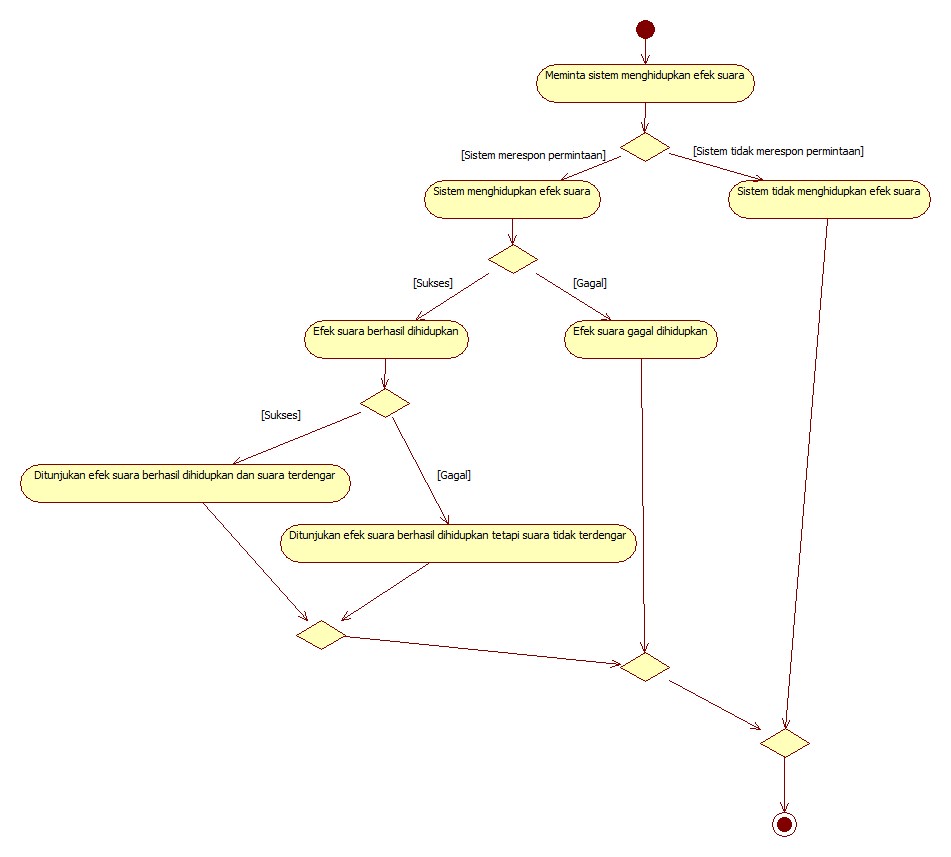 Meminta sistem menghidupkan efek suara
[Sistem merespon permintaan]
[Sistem tidak merespon permintaan]
Sistem menghidupkan efek suara
Sistem tidak menghidupkan efek suara
[Sukses]
[Gagal]
Efek suara berhasil dihidupkan
Efek suara gagal dihidupkan
[Sukses]
[Gagal]
Ditunjukan efek suara berhasil dihidupkan dan suara terdengar
Ditunjukan efek suara berhasil dihidupkan tetapi suara tidak terdengar